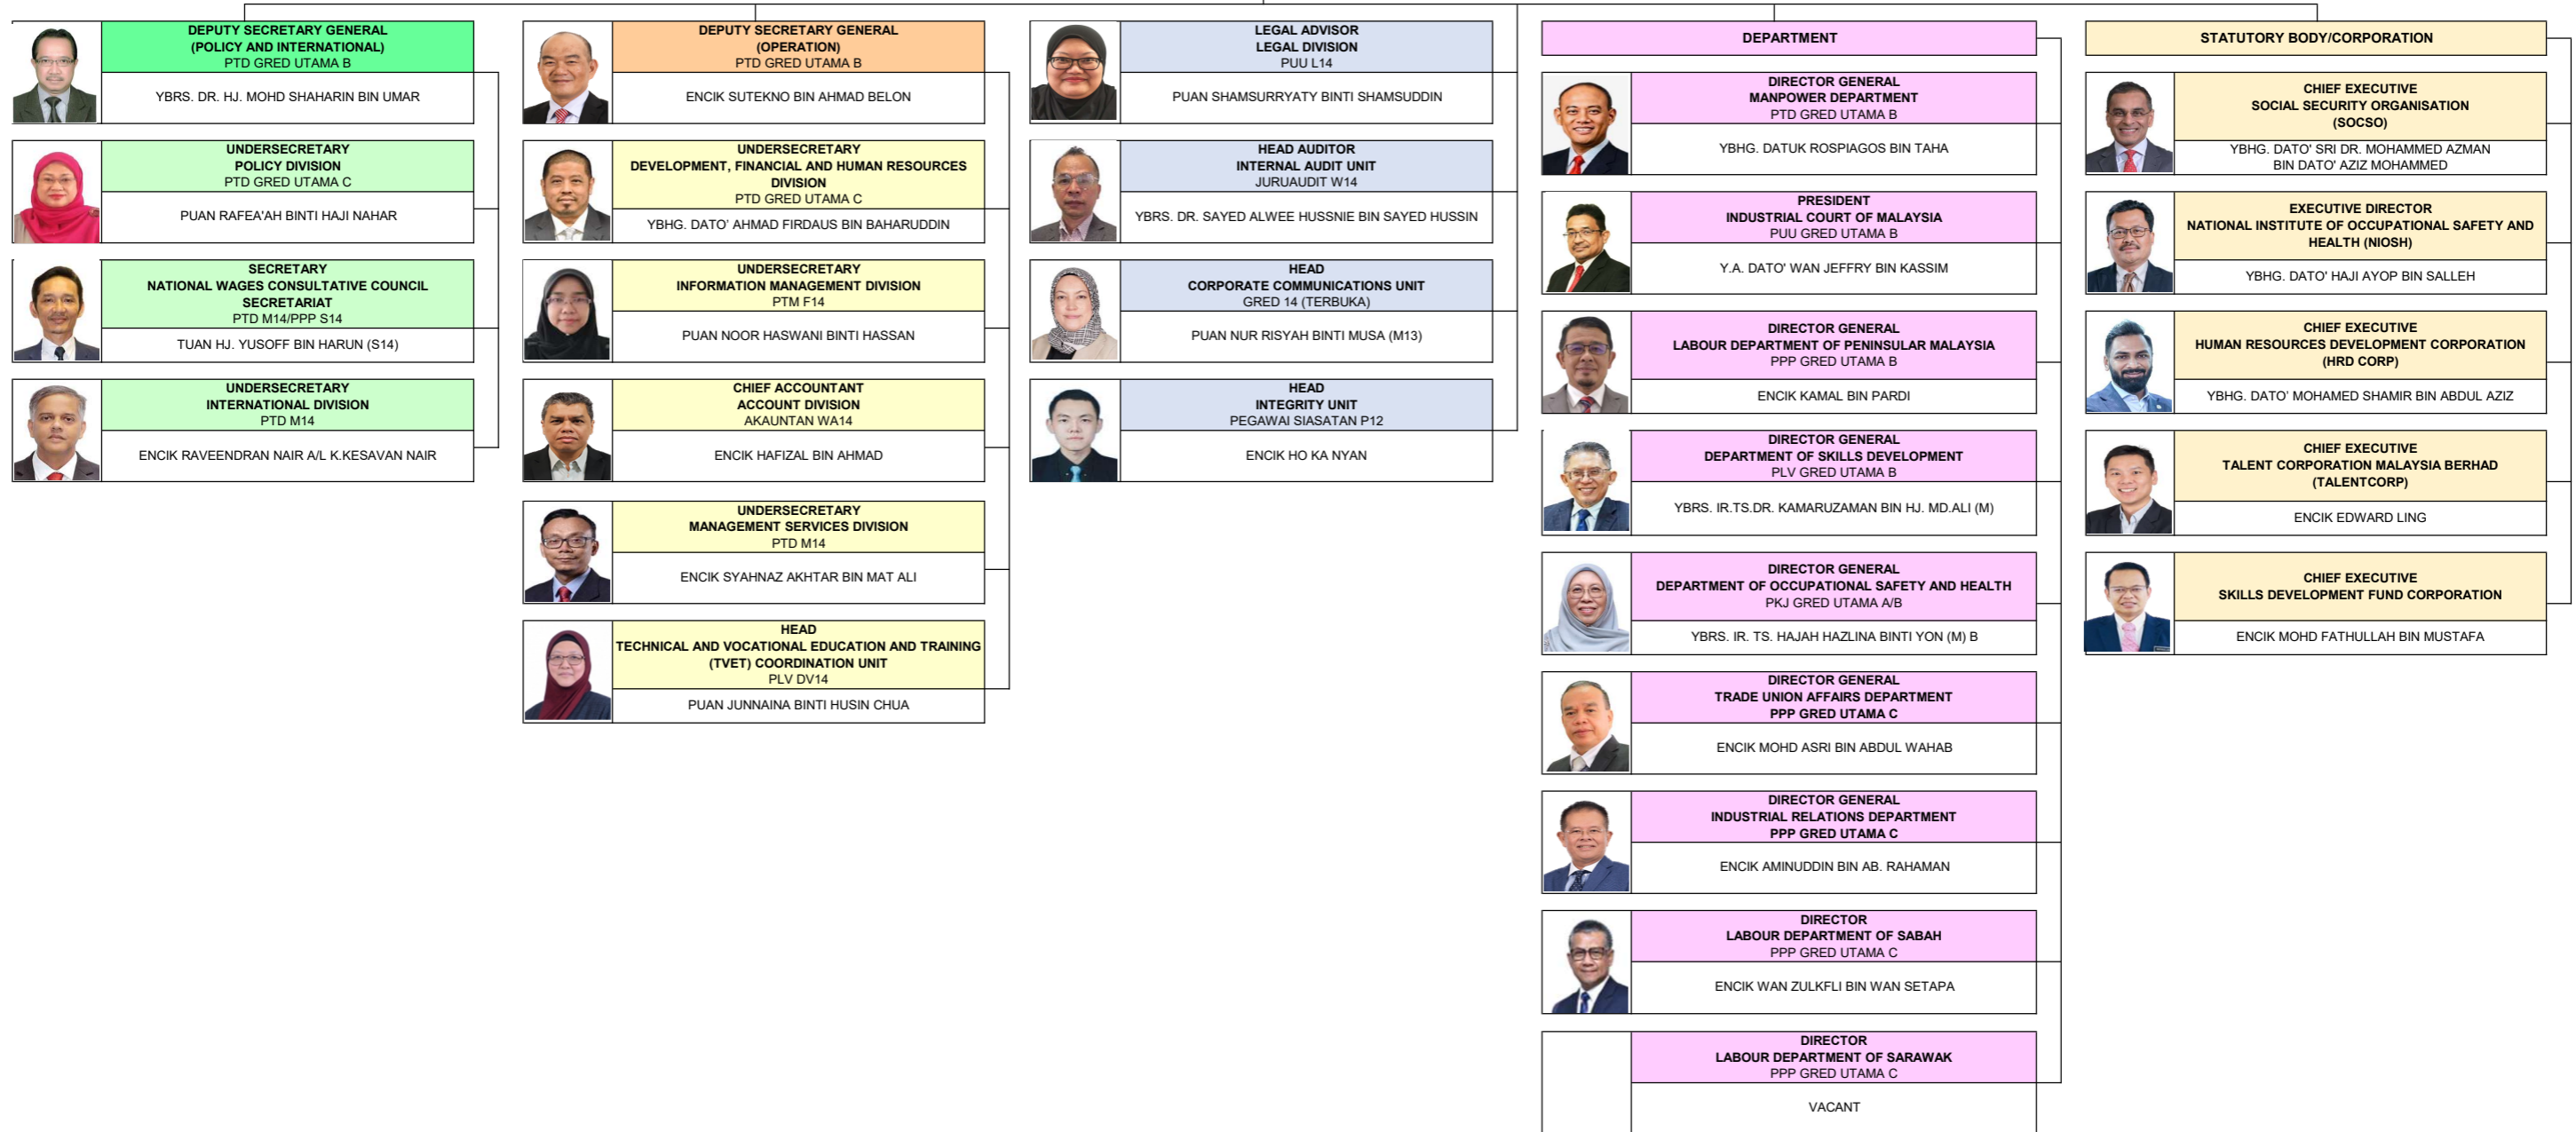 DEPUTY SECRETARY GENERAL
(POLICY AND INTERNATIONAL)
PTD GRED UTAMA B
YBRS. DR. HJ. MOHD SHAHARIN BIN UMAR
UNDERSECRETARY
POLICY DIVISION
PTD GRED UTAMA C
PUAN RAFEA'AH BINTI HAJI NAHAR
SECRETARY
NATIONAL WAGES CONSULTATIVE COUNCIL
SECRETARIAT
PTD M14/PPP S14
TUAN HJ. YUSOFF BIN HARUN (S14)
UNDERSECRETARY
INTERNATIONAL DIVISION
PTD M14
ENCIK RAVEENDRAN NAIR A/L K.KESAVAN NAIR
DEPUTY SECRETARY GENERAL
(OPERATION)
PTD GRED UTAMA B
ENCIK SUTEKNO BIN AHMAD BELON
UNDERSECRETARY
DEVELOPMENT, FINANCIAL AND HUMAN RESOURCES
DIVISION
PTD GRED UTAMA C
YBHG. DATO' AHMAD FIRDAUS BIN BAHARUDDIN
UNDERSECRETARY
INFORMATION MANAGEMENT DIVISION
PTM F14
PUAN NOOR HASWANI BINTI HASSAN
CHIEF ACCOUNTANT
ACCOUNT DIVISION
AKAUNTAN WA14
ENCIK HAFIZAL BIN AHMAD
UNDERSECRETARY
MANAGEMENT SERVICES DIVISION
PTD M14
ENCIK SYAHNAZ AKHTAR BIN MAT ALI
HEAD
TECHNICAL AND VOCATIONAL EDUCATION AND TRAINING
(TVET) COORDINATION UNIT
PLV DV14
PUAN JUNNAINA BINTI HUSIN CHUA
LEGAL ADVISOR
LEGAL DIVISION
PUU L14
PUAN SHAMSURRYATY BINTI SHAMSUDDIN
HEAD AUDITOR
INTERNAL AUDIT UNIT
JURUAUDIT W14
YBRS. DR. SAYED ALWEE HUSSNIE BIN SAYED HUSSIN
HEAD
CORPORATE COMMUNICATIONS UNIT
GRED 14 (TERBUKA)
PUAN NUR RISYAH BINTI MUSA (M13)
HEAD
INTEGRITY UNIT
PEGAWAI SIASATAN P12
ENCIK HO KA NYAN
DEPARTMENT
DIRECTOR GENERAL
MANPOWER DEPARTMENT
PTD GRED UTAMA B
YBHG. DATUK ROSPIAGOS BIN TAHA
PRESIDENT
INDUSTRIAL COURT OF MALAYSIA
PUU GRED UTAMA B
Y.A. DATO' WAN JEFFRY BIN KASSIM
DIRECTOR GENERAL
LABOUR DEPARTMENT OF PENINSULAR MALAYSIA
PPP GRED UTAMA B
ENCIK KAMAL BIN PARDI
DIRECTOR GENERAL
DEPARTMENT OF SKILLS DEVELOPMENT
PLV GRED UTAMA B
YBRS. IR.TS.DR. KAMARUZAMAN BIN HJ. MD.ALI (M)
DIRECTOR GENERAL
DEPARTMENT OF OCCUPATIONAL SAFETY AND HEALTH
PKJ GRED UTAMA A/B
YBRS. IR. TS. HAJAH HAZLINA BINTI YON (M) B
DIRECTOR GENERAL
TRADE UNION AFFAIRS DEPARTMENT
PPP GRED UTAMA C
ENCIK MOHD ASRI BIN ABDUL WAHAB
DIRECTOR GENERAL
INDUSTRIAL RELATIONS DEPARTMENT
PPP GRED UTAMA C
ENCIK AMINUDDIN BIN AB. RAHAMAN
DIRECTOR
LABOUR DEPARTMENT OF SABAH
PPP GRED UTAMA C
ENCIK WAN ZULKFLI BIN WAN SETAPA
DIRECTOR
LABOUR DEPARTMENT OF SARAWAK
PPP GRED UTAMA C
VACANT
STATUTORY BODY/CORPORATION
CHIEF EXECUTIVE
SOCIAL SECURITY ORGANISATION
(SOCSO)
YBHG. DATO' SRI DR. MOHAMMED AZMAN
BIN DATO' AZIZ MOHAMMED
EXECUTIVE DIRECTOR
NATIONAL INSTITUTE OF OCCUPATIONAL SAFETY AND
HEALTH (NIOSH)
YBHG. DATO' HAJI AYOP BIN SALLEH
CHIEF EXECUTIVE
HUMAN RESOURCES DEVELOPMENT CORPORATION
(HRD CORP)
YBHG. DATO' MOHAMED SHAMIR BIN ABDUL AZIZ
CHIEF EXECUTIVE
TALENT CORPORATION MALAYSIA BERHAD
(TALENTCORP)
ENCIK EDWARD LING
CHIEF EXECUTIVE
SKILLS DEVELOPMENT FUND CORPORATION
ENCIK MOHD FATHULLAH BIN MUSTAFA